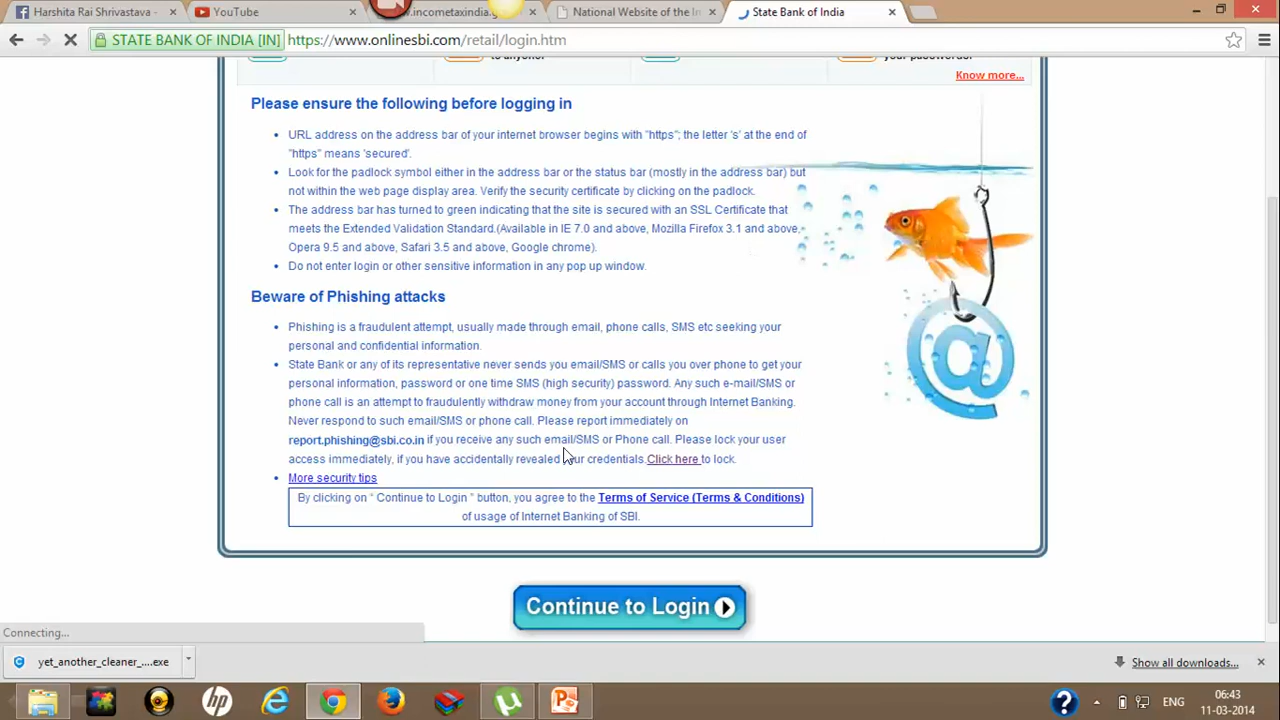 Harshita Rai Shrivastava -
YouTube
www.incometaxindia.g
National Website of the In
State Bank of India
STATE BANK OF INDIA [IN]
https://www.onlinesbi.com/retail/login.htm
to anyone.
your passwords.
Know more...
Please ensure the following before logging in
URL address on the address bar of your internet browser begins with "https"; the letter 's' at the end of
"https" means 'secured'.
Look for the padlock symbol either in the address bar or the status bar (mostly in the address bar) but
not within the web page display area. Verify the security certificate by clicking on the padlock.
The address bar has turned to green indicating that the site is secured with an SSL Certificate that
meets the Extended Validation Standard.(Available in IE 7.0 and above, Mozilla Firefox 3.1 and above,
Opera 9.5 and above, Safari 3.5 and above, Google chrome).
Do not enter login or other sensitive information in any pop up window.
Beware of Phishing attacks
Phishing is a fraudulent attempt, usually made through email, phone calls, SMS etc seeking your
personal and confidential information.
State Bank or any of its representative never sends you email/SMS or calls you over phone to get your
personal information, password or one time SMS (high security) password. Any such e-mail/SMS or
phone call is an attempt to fraudulently withdraw money from your account through Internet Banking.
Never respond to such email/SMS or phone call. Please report immediately on
report.phishing@sbi.co.in if you receive any such email/SMS or Phone call. Please lock your user
access immediately, if you have accidentally revealed your credentials. Click here to lock.
More security tips
By clicking on " Continue to Login " button, you agree to the Terms of Service (Terms & Conditions)
of usage of Internet Banking of SBI.
@
Continue to Login
Connecting...
yet_another_cleaner_....exe
Show all downloads...
hp
ENG
06:43
11-03-2014